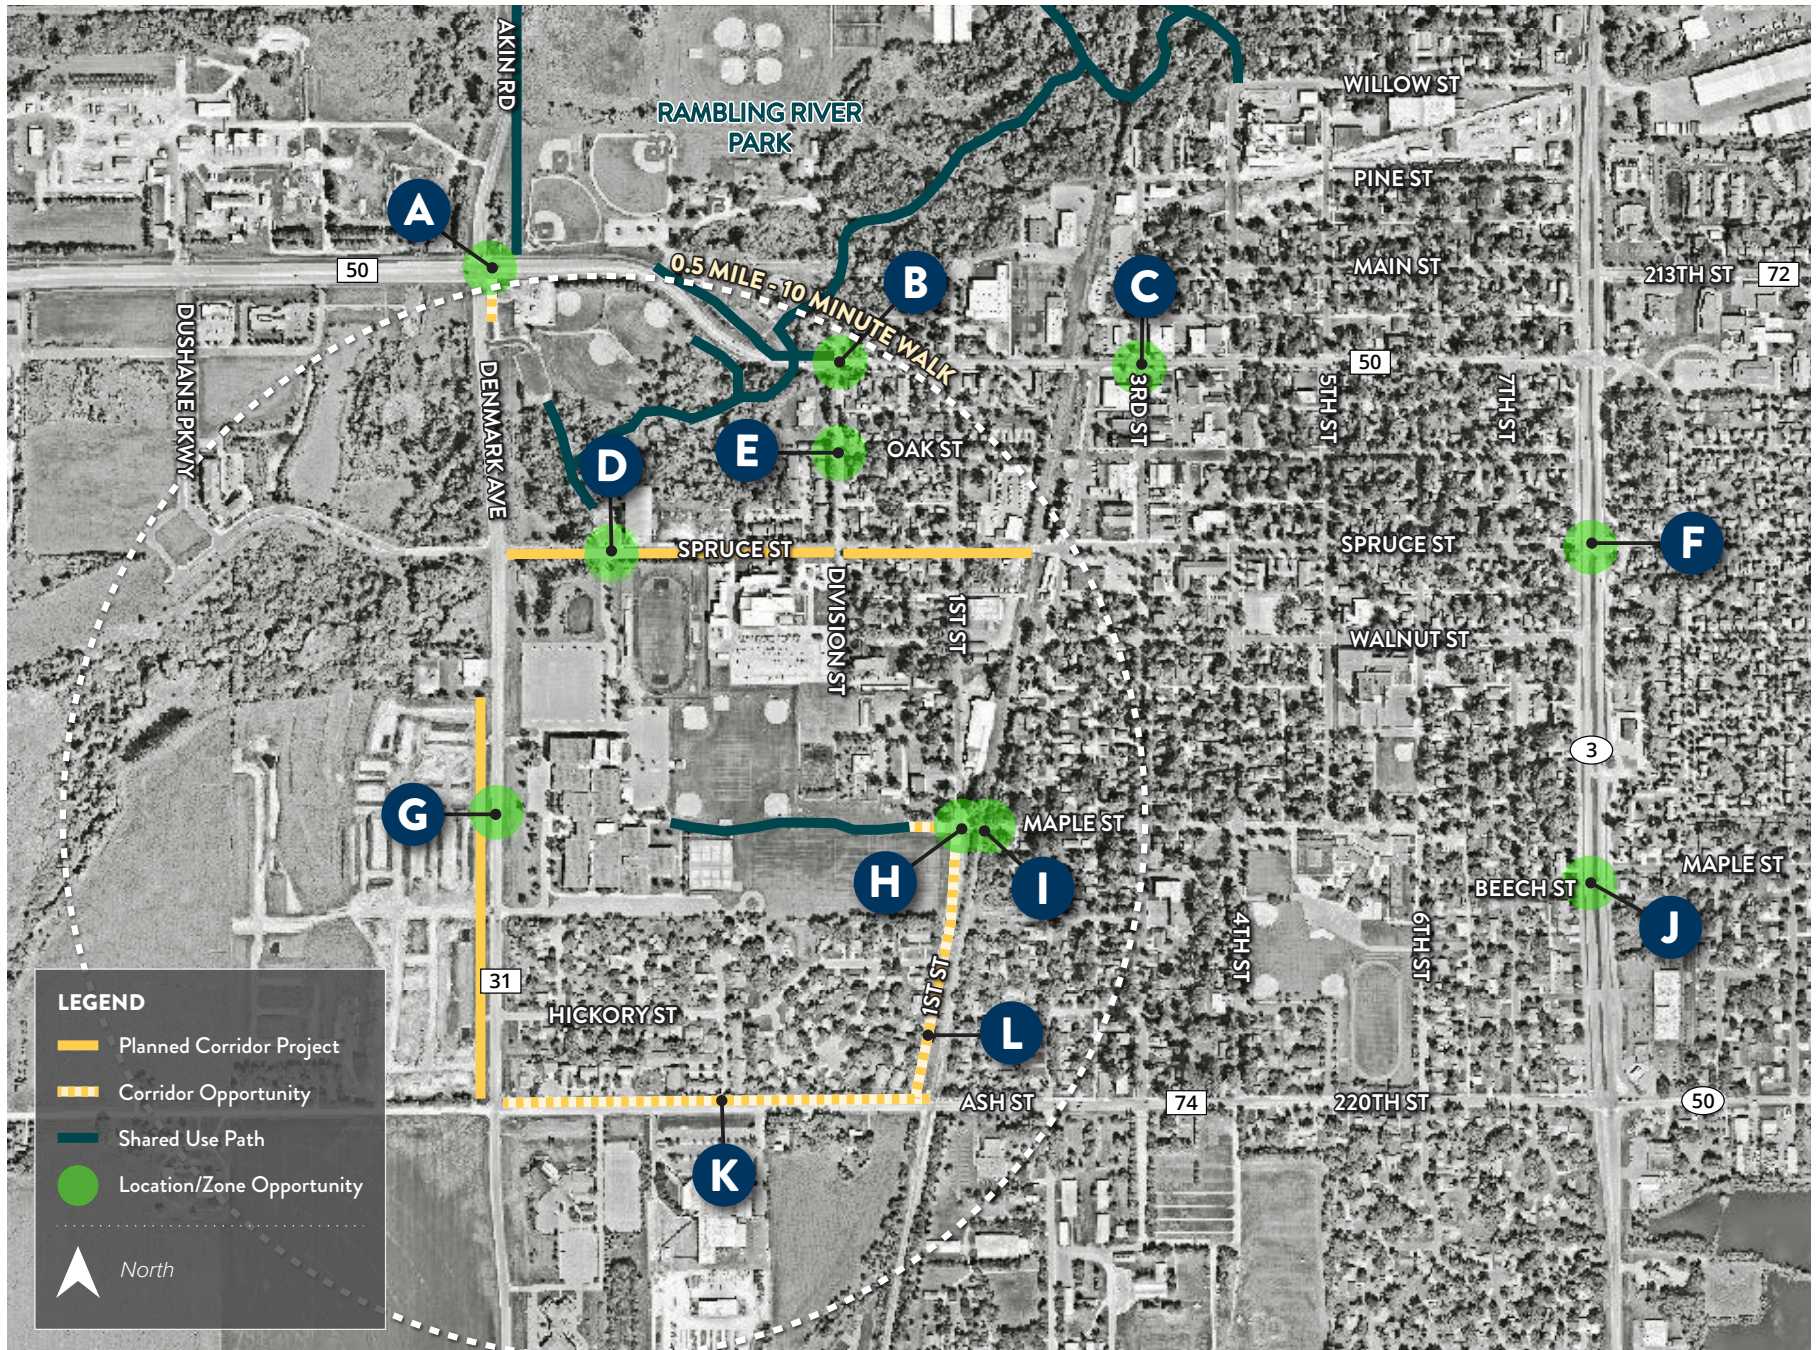 AKIN RD
WILLOW ST
RAMBLING RIVER
PARK
PINE ST
A
0.5 MILE - 10 MINUTE WALK
MAIN ST
213TH ST
72
50
B
C
DUSHANE PKWY
DENMARK AVE
50
3RD ST
5TH ST
7TH ST
E
OAK ST
D
SPRUCE ST
SPRUCE ST
F
DIVISION ST
1ST ST
WALNUT ST
3
G
MAPLE ST
H
I
BEECH ST
MAPLE ST
J
4TH ST
6TH ST
31
1ST ST
HICKORY ST
L
ASH ST
74
220TH ST
50
K
LEGEND
Planned Corridor Project
Corridor Opportunity
Shared Use Path
Location/Zone Opportunity
North